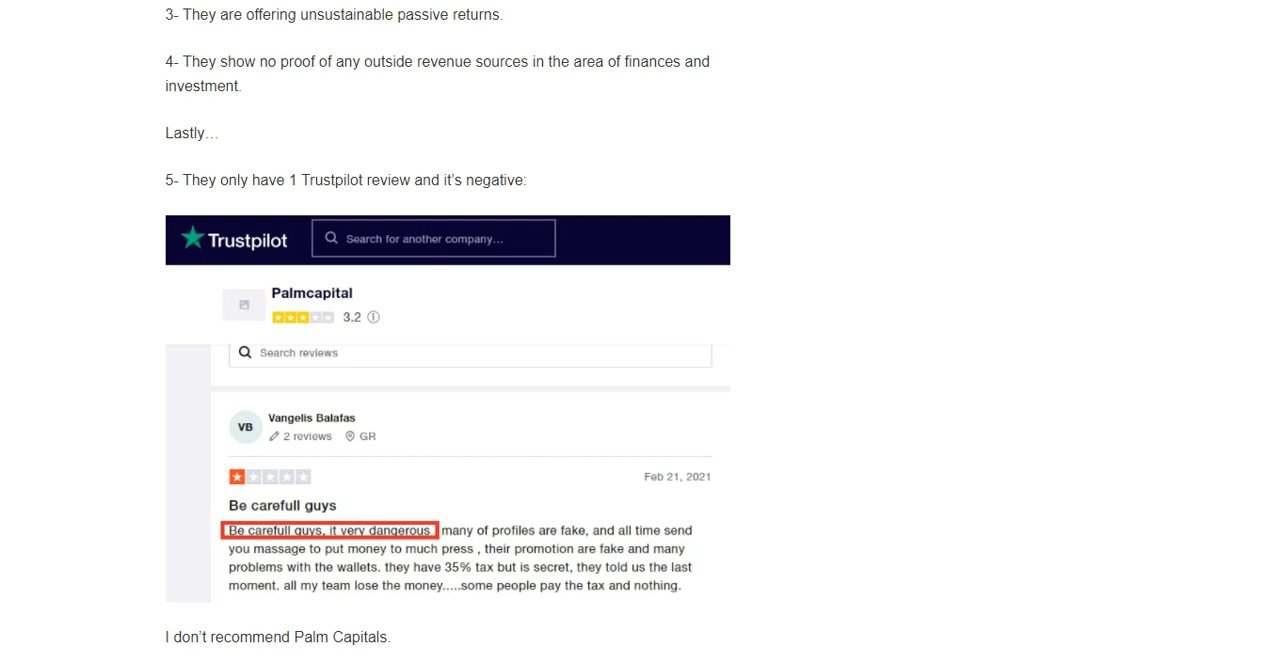 3- They are offering unsustainable passive returns.
4- They show no proof of any outside revenue sources in the area of finances and
investment.
Lastly…
5- They only have 1 Trustpilot review and it’s negative:
Trustpilot
Search for another company...
Palmcapital
3.2
Search reviews
VB
Vangelis Balafas
2 reviews GR
Feb 21, 2021
Be carefull guys
Be carefull guys, it very dangerous many of profiles are fake, and all time send
you massage to put money to much press , their promotion are fake and many
problems with the wallets. they have 35% tax but is secret, they told us the last
moment. all my team lose the money.....some people pay the tax and nothing.
I don’t recommend Palm Capitals.